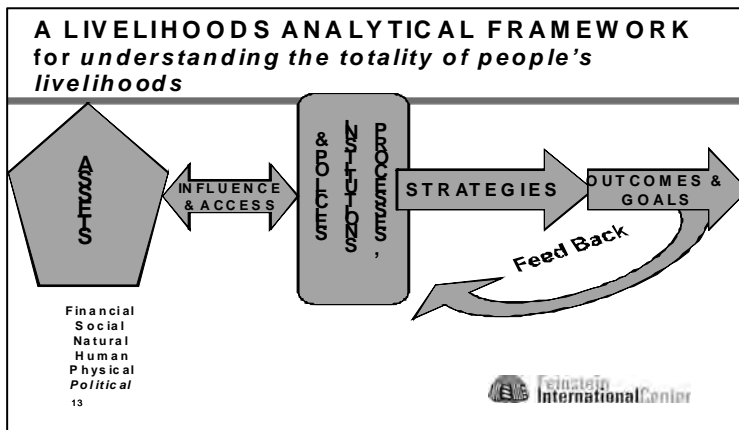 A LIVELIHOODS ANALYTICAL FRAMEWORK
for understanding the totality of people's
livelihoods
ASSETS
INFLUENCE
& ACCESS
PROCESSES,
INSTITUTIONS
& POLICES
STRATEGIES
OUTCOMES &
GOALS
Feed Back
Financial
Social
Natural
Human
Physical
Political
13
Feinstein
InternationalCenter